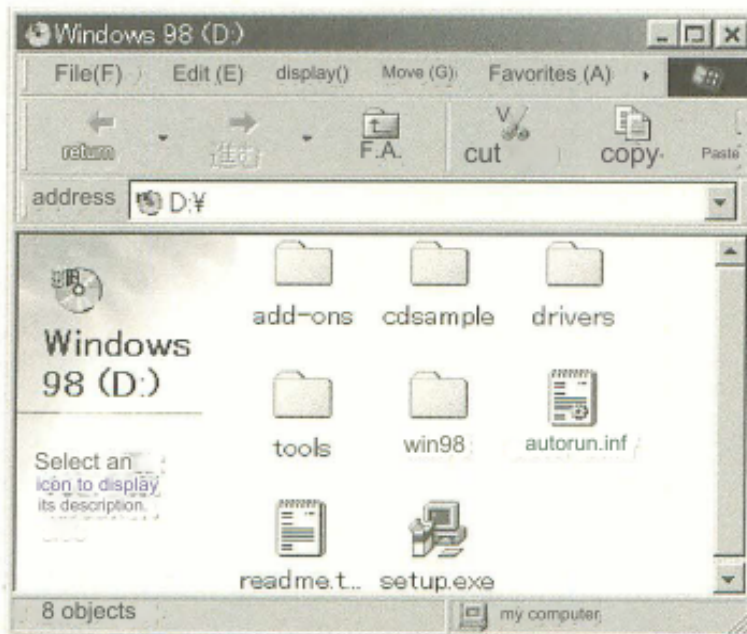 Windows 98 (D:)
File(F) Edit (E) display() Move (G) Favorites (A)
return F.A. cut copy Paste
address D:¥
Windows
98 (D:)
Select an
icon to display
its description.
add-ons cdsample drivers
tools win98 autorun.inf
readme.t... setup.exe
8 objects my computer